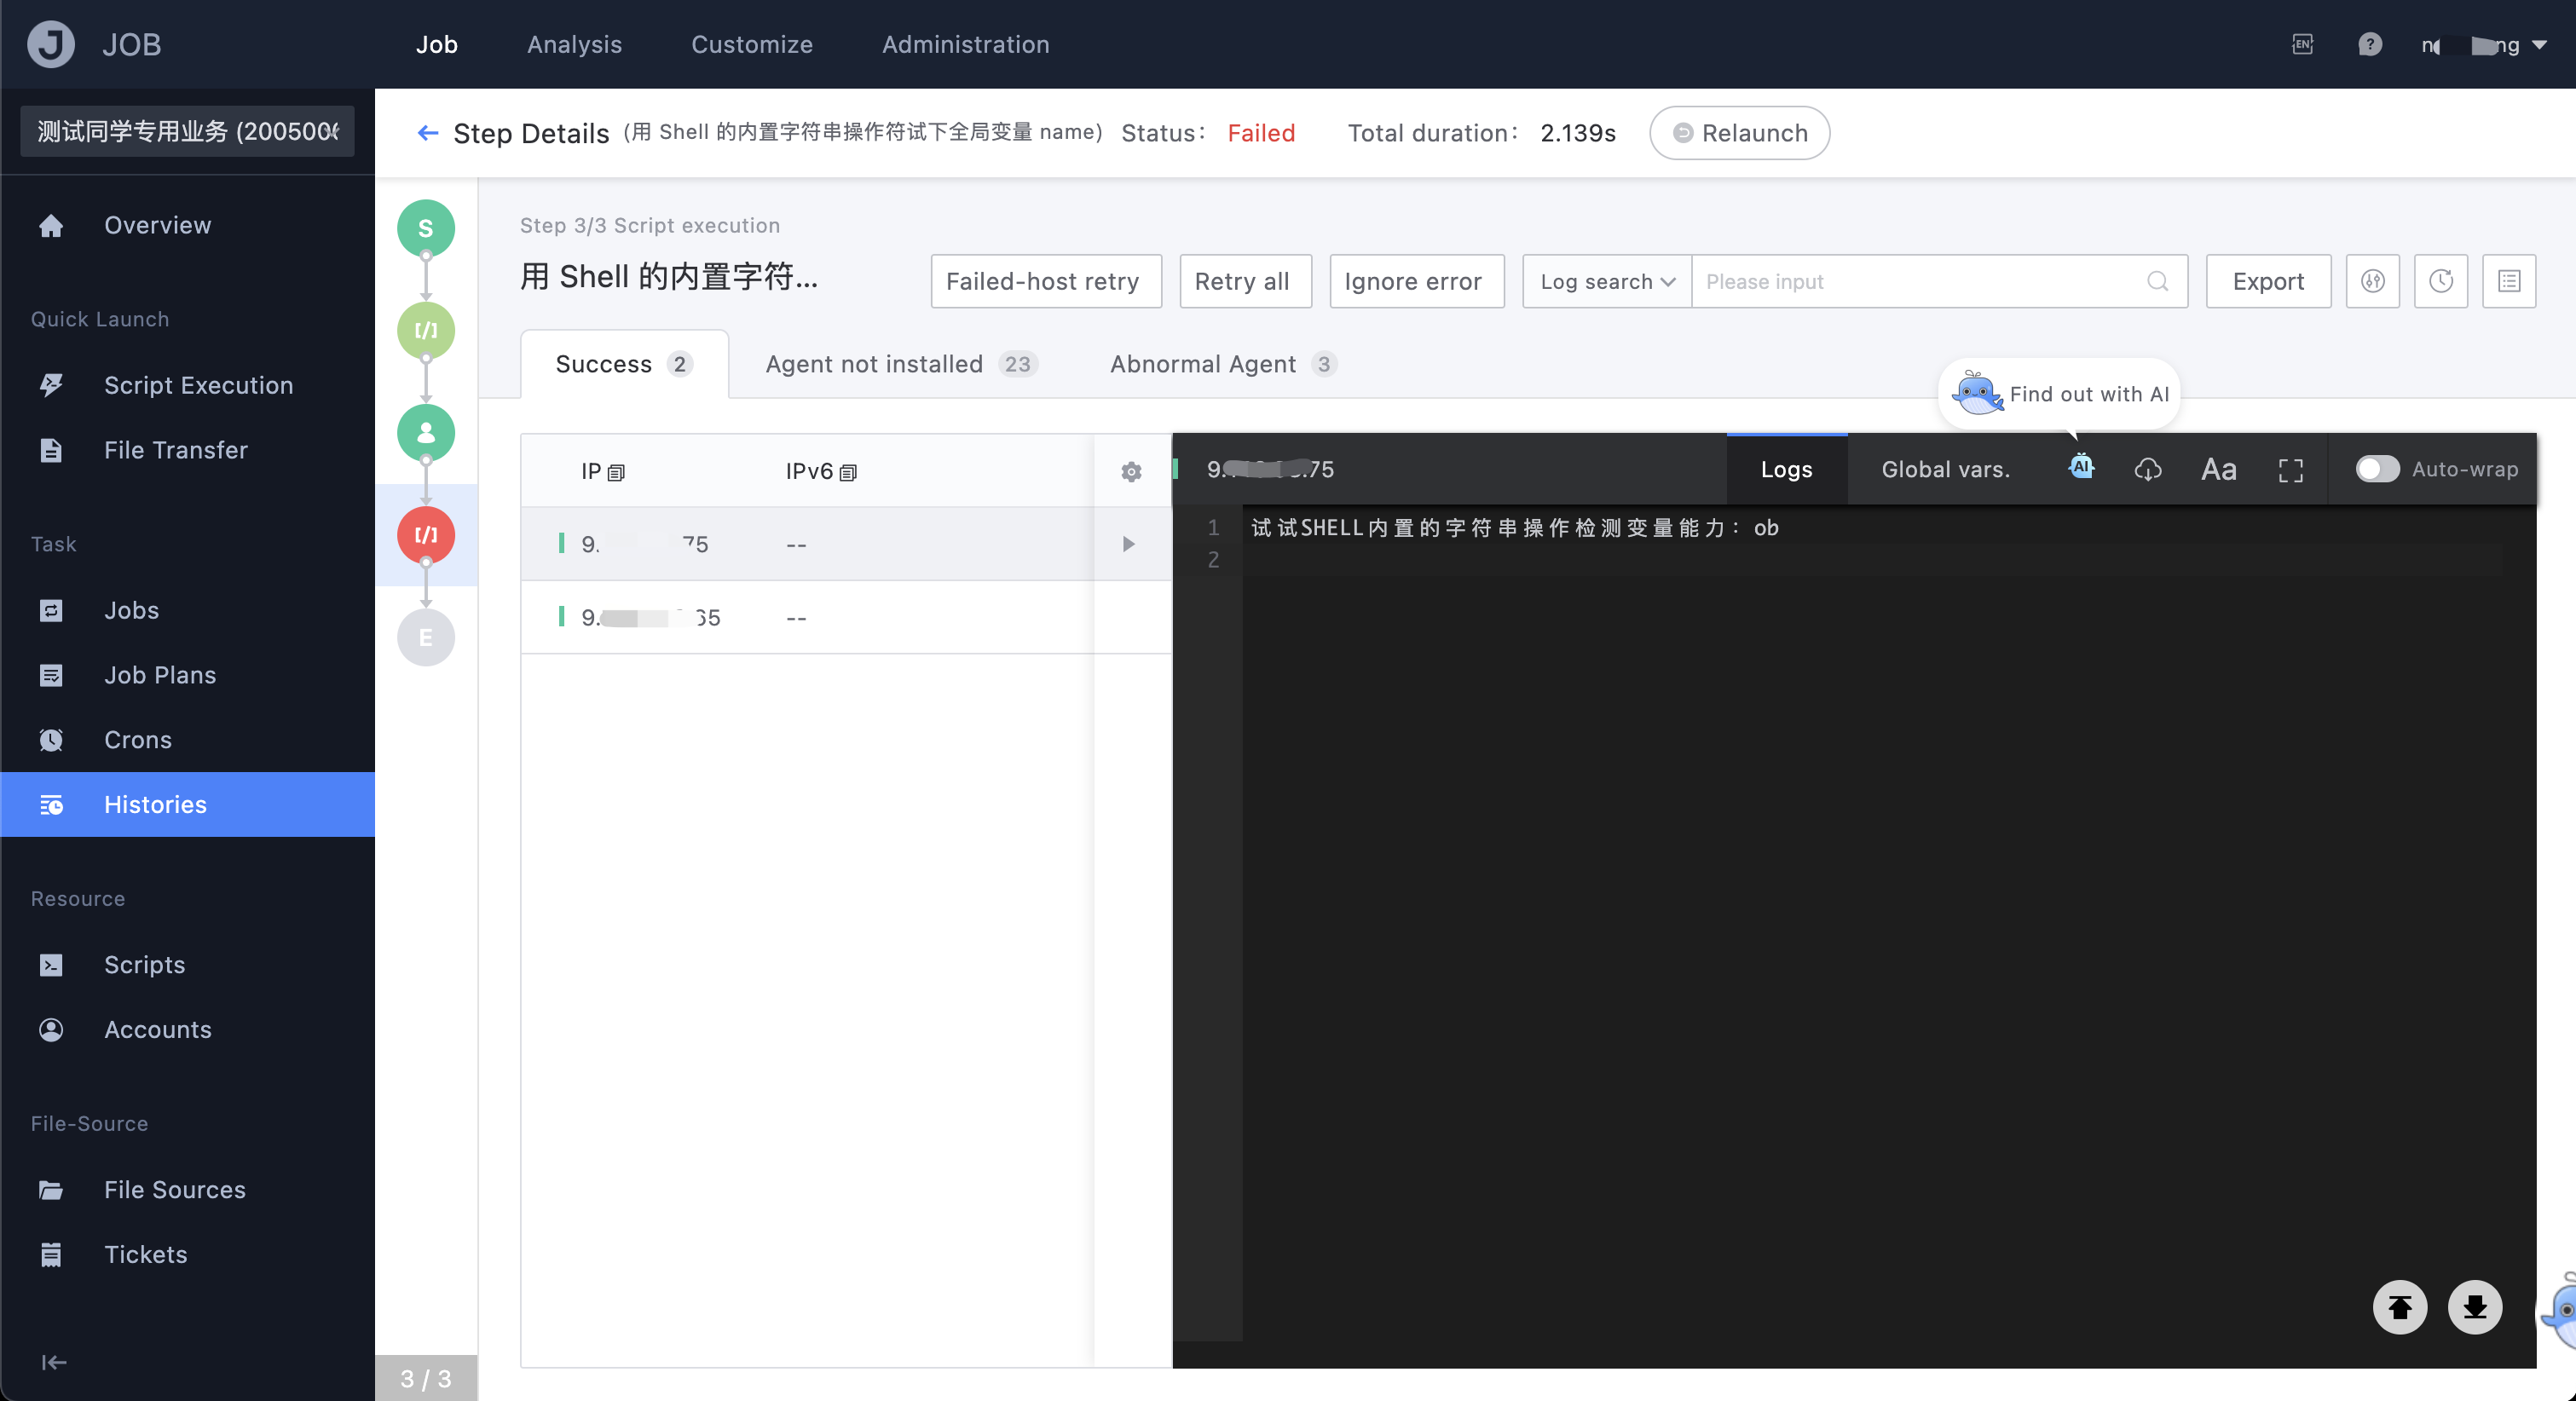 J JOB Job Analysis Customize Administration EN ?
测试同学专用业务 (200500
Step Details (用 Shell 的内置字符串操作符试下全局变量 name) Status: Failed Total duration: 2.139s Relaunch
Overview
Quick Launch
Script Execution
File Transfer
Task
Jobs
Job Plans
Crons
Histories
Resource
Scripts
Accounts
File-Source
File Sources
Tickets
S
[/]
[/]
E
3 / 3
Step 3/3 Script execution
用 Shell 的内置字符...
Failed-host retry Retry all Ignore error Log search Please input Export
Success 2 Agent not installed 23 Abnormal Agent 3
Find out with AI
IP IPv6
9. 75 --
9. 35 --
9. .75 Logs Global vars. AI Aa Auto-wrap
1 试试SHELL内置的字符串操作检测变量能力: ob
2